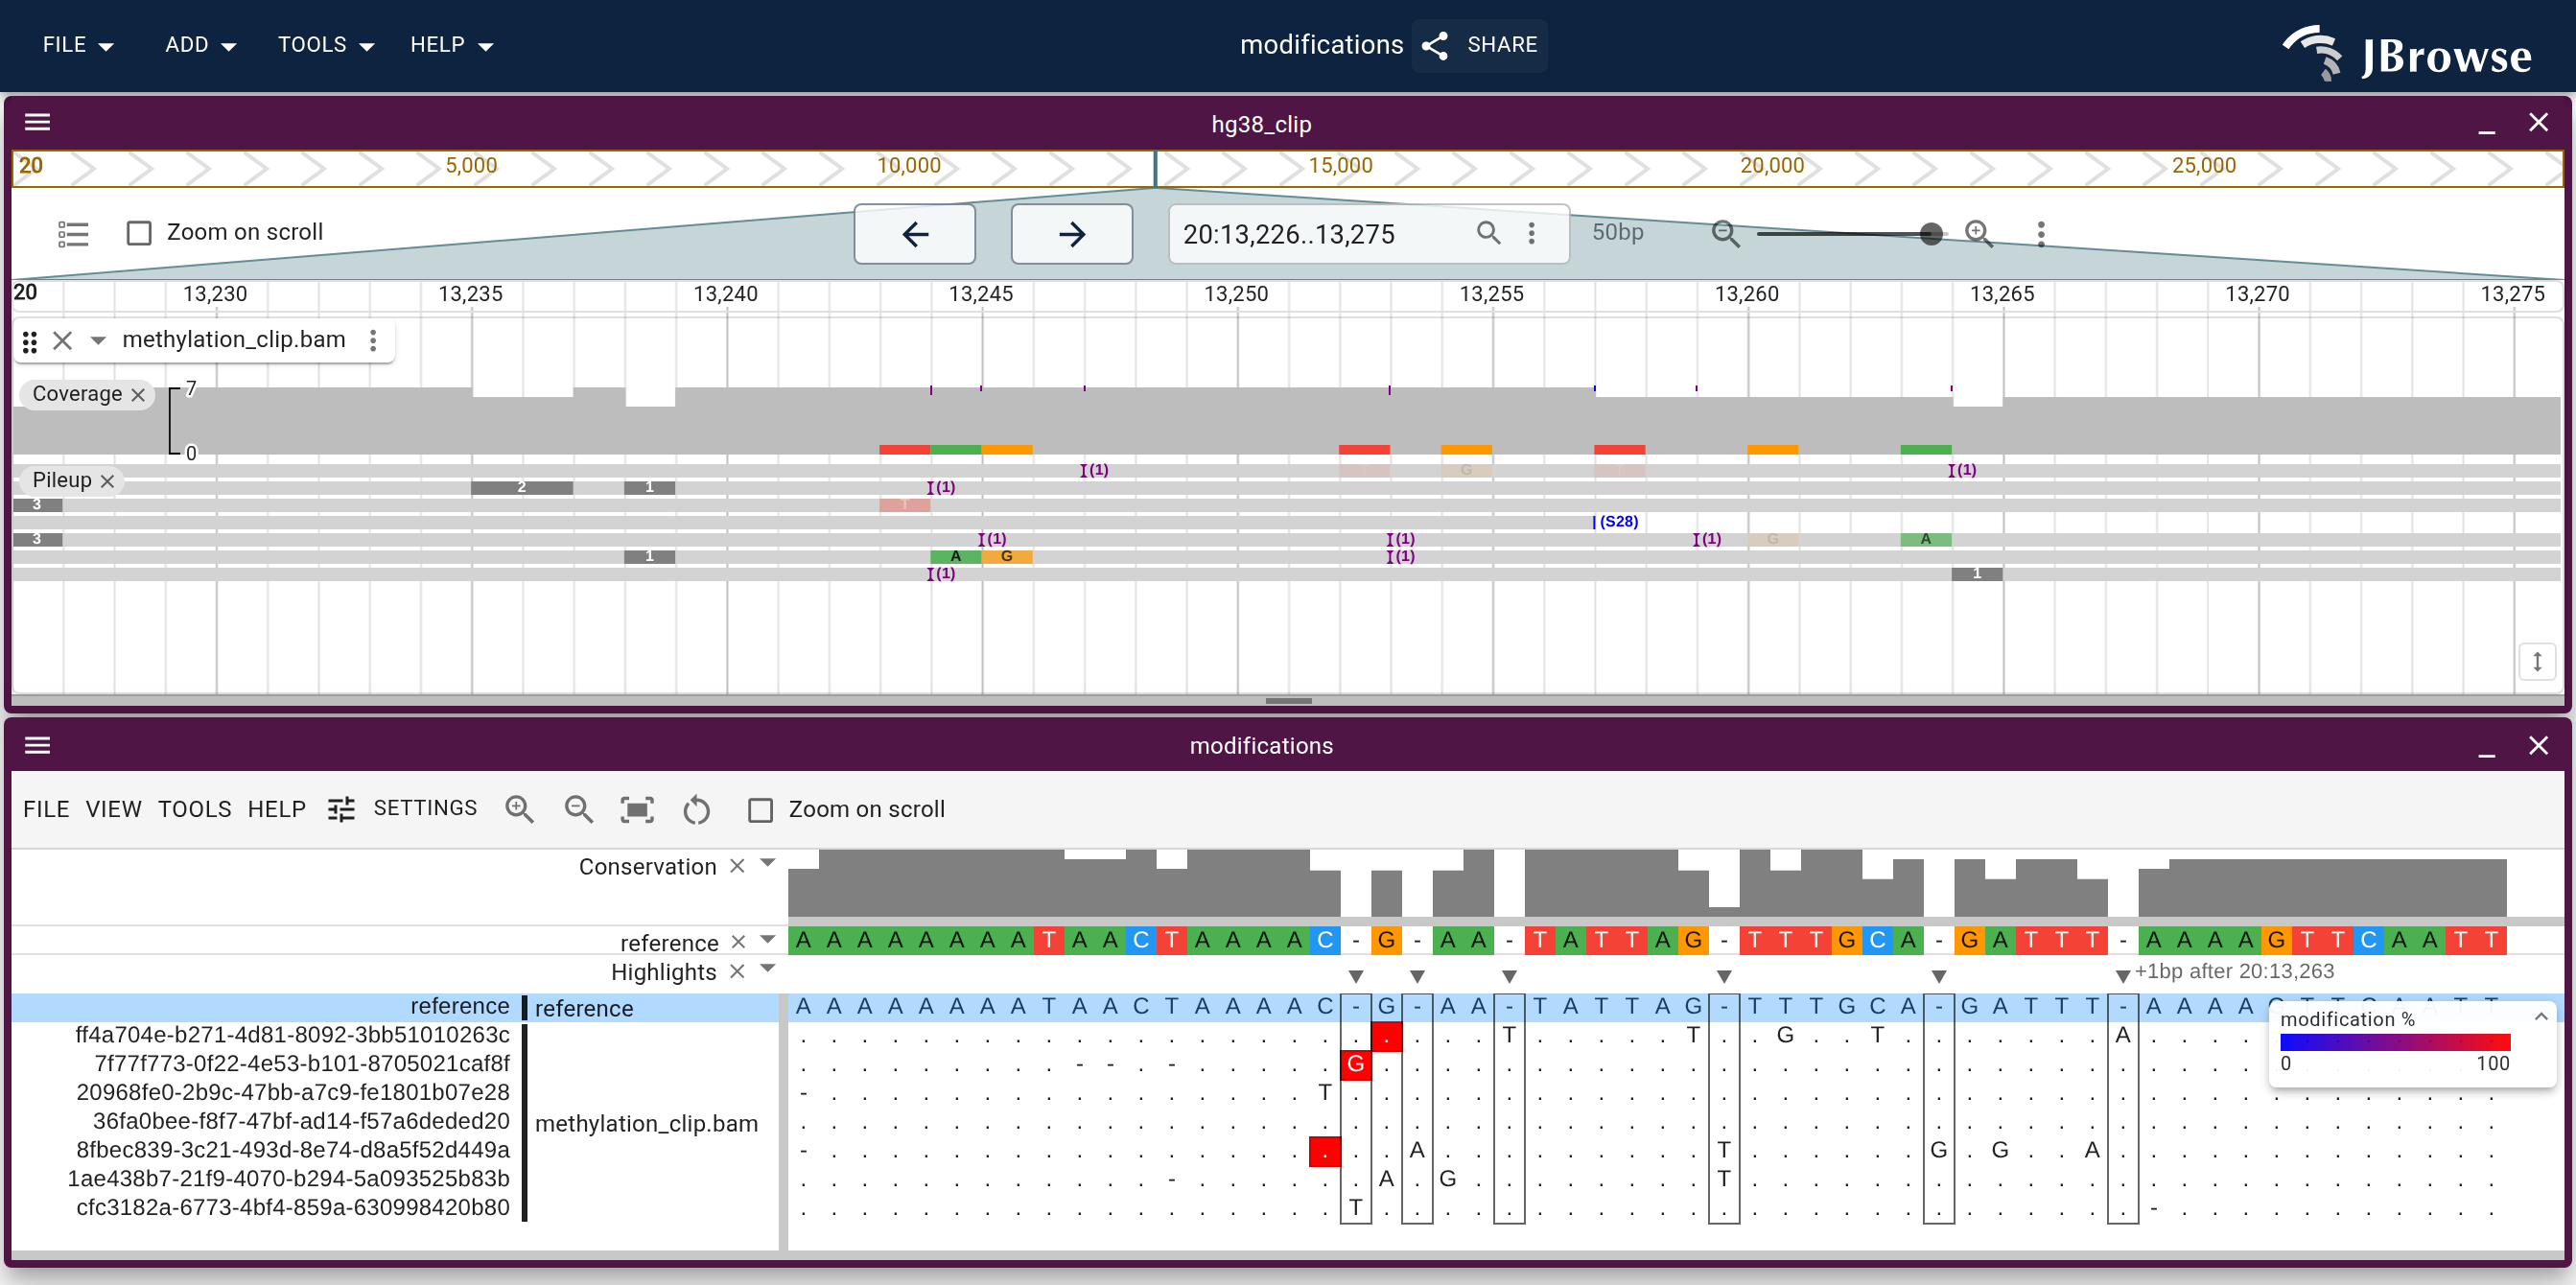 FILE ADD TOOLS HELP modifications SHARE JBrowse
hg38_clip
20 5,000 10,000 15,000 20,000 25,000
Zoom on scroll 20:13,226..13,275 50bp
20 13,230 13,235 13,240 13,245 13,250 13,255 13,260 13,265 13,270 13,275
methylation_clip.bam
Coverage 7
0
Pileup (1) G (1)
2 1 (1)
3 T
(S28)
3 (1) (1) (1) G A
1 A G (1)
(1) 1
modifications
FILE VIEW TOOLS HELP SETTINGS Zoom on scroll
Conservation
reference A A A A A A A A T A A C T A A A A C - G - A A - T A T T A G - T T T G C A - G A T T T - A A A A G T T C A A T T
Highlights +1bp after 20:13,263
reference reference A A A A A A A A T A A C T A A A A C - G - A A - T A T T A G - T T T G C A - G A T T T - A A A A
ff4a704e-b271-4d81-8092-3bb51010263c . . . . . . . . . . . . . . . . . . . . . . . T . . . . . T . . G . . T . . . . . . . A . . . .
7f77f773-0f22-4e53-b101-8705021caf8f . . . . . . . . . - - . - . . . . . G . . . . . . . . . . . . . . . . . . . . . . . . . . . . .
20968fe0-2b9c-47bb-a7c9-fe1801b07e28 - . . . . . . . . . . . . . . . . T . . . . . . . . . . . . . . . . . . . . . . . . . . . . . . . . . . . . . .
36fa0bee-f8f7-47bf-ad14-f57a6deded20 . . . . . . . . . . . . . . . . . . . . . . . . . . . . . . . . . . . . . . . . . . . . . . . . . . . . . . . .
methylation_clip.bam
8fbec839-3c21-493d-8e74-d8a5f52d449a - . . . . . . . . . . . . . . . . . . . A . . . . . . . . . T . . . . . . G . G . . A . . . . . . . . . . . . .
1ae438b7-21f9-4070-b294-5a093525b83b . . . . . . . . . . . . - . . . . . . A . G . . . . . . . . T . . . . . . . . . . . . . . . . . . . . . . . . .
cfc3182a-6773-4bf4-859a-630998420b80 . . . . . . . . . . . . . . . . . . T . . . . . . . . . . . . . . . . . . . . . . . . . - . . . . . . . . . . .
modification %
0 100